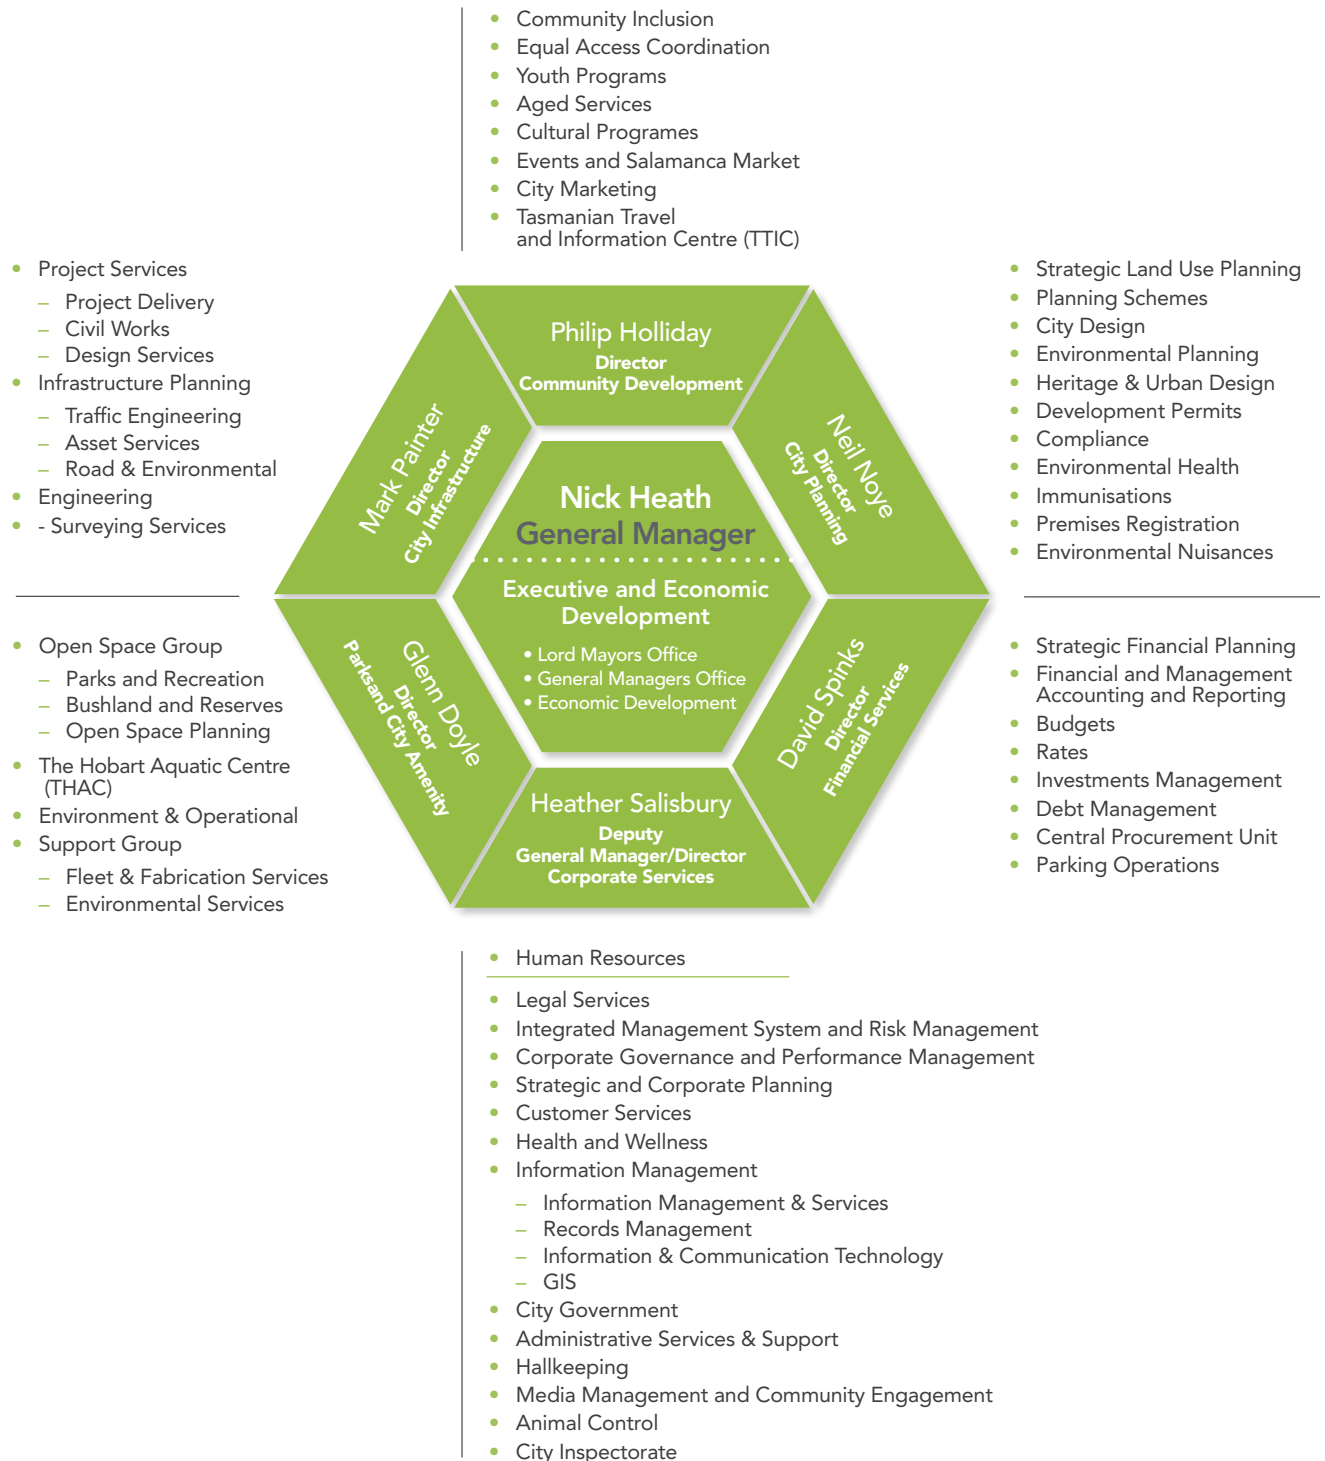 • Community Inclusion
• Equal Access Coordination
• Youth Programs
• Aged Services
• Cultural Programes
• Events and Salamanca Market
• City Marketing
• Tasmanian Travel
and Information Centre (TTIC)
• Project Services
– Project Delivery
– Civil Works
– Design Services
• Infrastructure Planning
– Traffic Engineering
– Asset Services
– Road & Environmental
• Engineering
• - Surveying Services
Mark Painter
Director
City Infrastructure
Philip Holliday
Director
Community Development
Neil Noye
Director
City Planning
• Strategic Land Use Planning
• Planning Schemes
• City Design
• Environmental Planning
• Heritage & Urban Design
• Development Permits
• Compliance
• Environmental Health
• Immunisations
• Premises Registration
• Environmental Nuisances
Nick Heath
General Manager
Executive and Economic
Development
• Lord Mayors Office
• General Managers Office
• Economic Development
• Open Space Group
– Parks and Recreation
– Bushland and Reserves
– Open Space Planning
• The Hobart Aquatic Centre
(THAC)
• Environment & Operational
• Support Group
– Fleet & Fabrication Services
– Environmental Services
Glenn Doyle
Director
Parksand City Amenity
Heather Salisbury
Deputy
General Manager/Director
Corporate Services
David Spinks
Director
Financial Services
• Strategic Financial Planning
• Financial and Management
Accounting and Reporting
• Budgets
• Rates
• Investments Management
• Debt Management
• Central Procurement Unit
• Parking Operations
• Human Resources
• Legal Services
• Integrated Management System and Risk Management
• Corporate Governance and Performance Management
• Strategic and Corporate Planning
• Customer Services
• Health and Wellness
• Information Management
– Information Management & Services
– Records Management
– Information & Communication Technology
– GIS
• City Government
• Administrative Services & Support
• Hallkeeping
• Media Management and Community Engagement
• Animal Control
• City Inspectorate